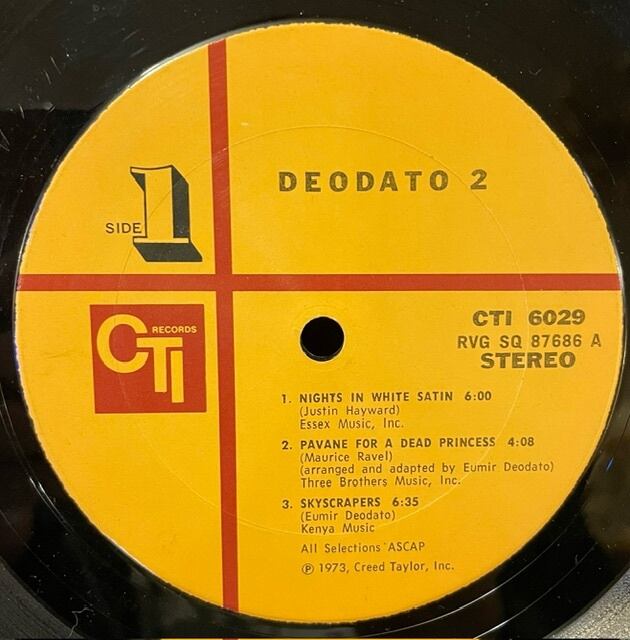 DEODATO 2
SIDE 1
CTI RECORDS
CTI 6029
RVG SQ 87686 A
STEREO
1. NIGHTS IN WHITE SATIN 6:00
(Justin Hayward)
Essex Music, Inc.
2. PAVANE FOR A DEAD PRINCESS 4:08
(Maurice Ravel)
(arranged and adapted by Eumir Deodato)
Three Brothers Music, Inc.
3. SKYSCRAPERS 6:35
(Eumir Deodato)
Kenya Music
All Selections ASCAP
℗ 1973, Creed Taylor, Inc.